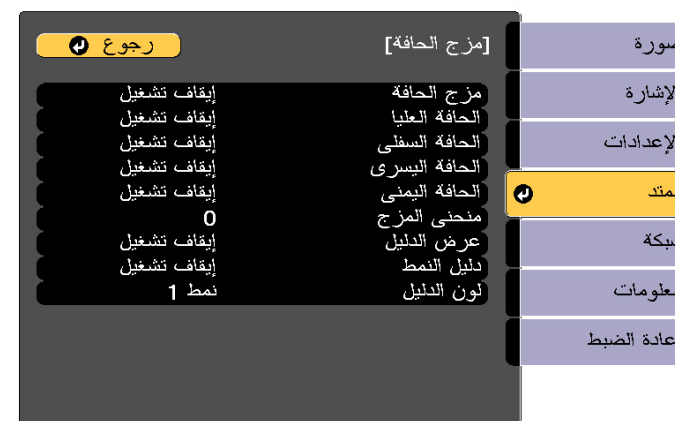 [مزج الحافة] رجوع
مزج الحافة إيقاف تشغيل
الحافة العليا إيقاف تشغيل
الحافة السفلى إيقاف تشغيل
الحافة اليسرى إيقاف تشغيل
الحافة اليمنى إيقاف تشغيل
منحنى المزج 0
عرض الدليل إيقاف تشغيل
دليل النمط إيقاف تشغيل
لون الدليل نمط 1
الضبط